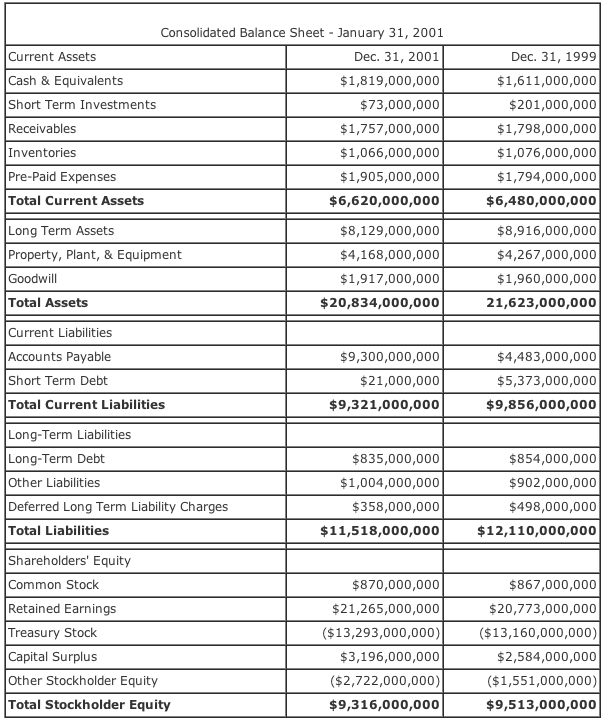 Consolidated Balance Sheet - January 31, 2001
Current Assets Dec. 31, 2001 Dec. 31, 1999
Cash & Equivalents $1,819,000,000 $1,611,000,000
Short Term Investments $73,000,000 $201,000,000
Receivables $1,757,000,000 $1,798,000,000
Inventories $1,066,000,000 $1,076,000,000
Pre-Paid Expenses $1,905,000,000 $1,794,000,000
Total Current Assets $6,620,000,000 $6,480,000,000
Long Term Assets $8,129,000,000 $8,916,000,000
Property, Plant, & Equipment $4,168,000,000 $4,267,000,000
Goodwill $1,917,000,000 $1,960,000,000
Total Assets $20,834,000,000 21,623,000,000
Current Liabilities
Accounts Payable $9,300,000,000 $4,483,000,000
Short Term Debt $21,000,000 $5,373,000,000
Total Current Liabilities $9,321,000,000 $9,856,000,000
Long-Term Liabilities
Long-Term Debt $835,000,000 $854,000,000
Other Liabilities $1,004,000,000 $902,000,000
Deferred Long Term Liability Charges $358,000,000 $498,000,000
Total Liabilities $11,518,000,000 $12,110,000,000
Shareholders' Equity
Common Stock $870,000,000 $867,000,000
Retained Earnings $21,265,000,000 $20,773,000,000
Treasury Stock ($13,293,000,000) ($13,160,000,000)
Capital Surplus $3,196,000,000 $2,584,000,000
Other Stockholder Equity ($2,722,000,000) ($1,551,000,000)
Total Stockholder Equity $9,316,000,000 $9,513,000,000